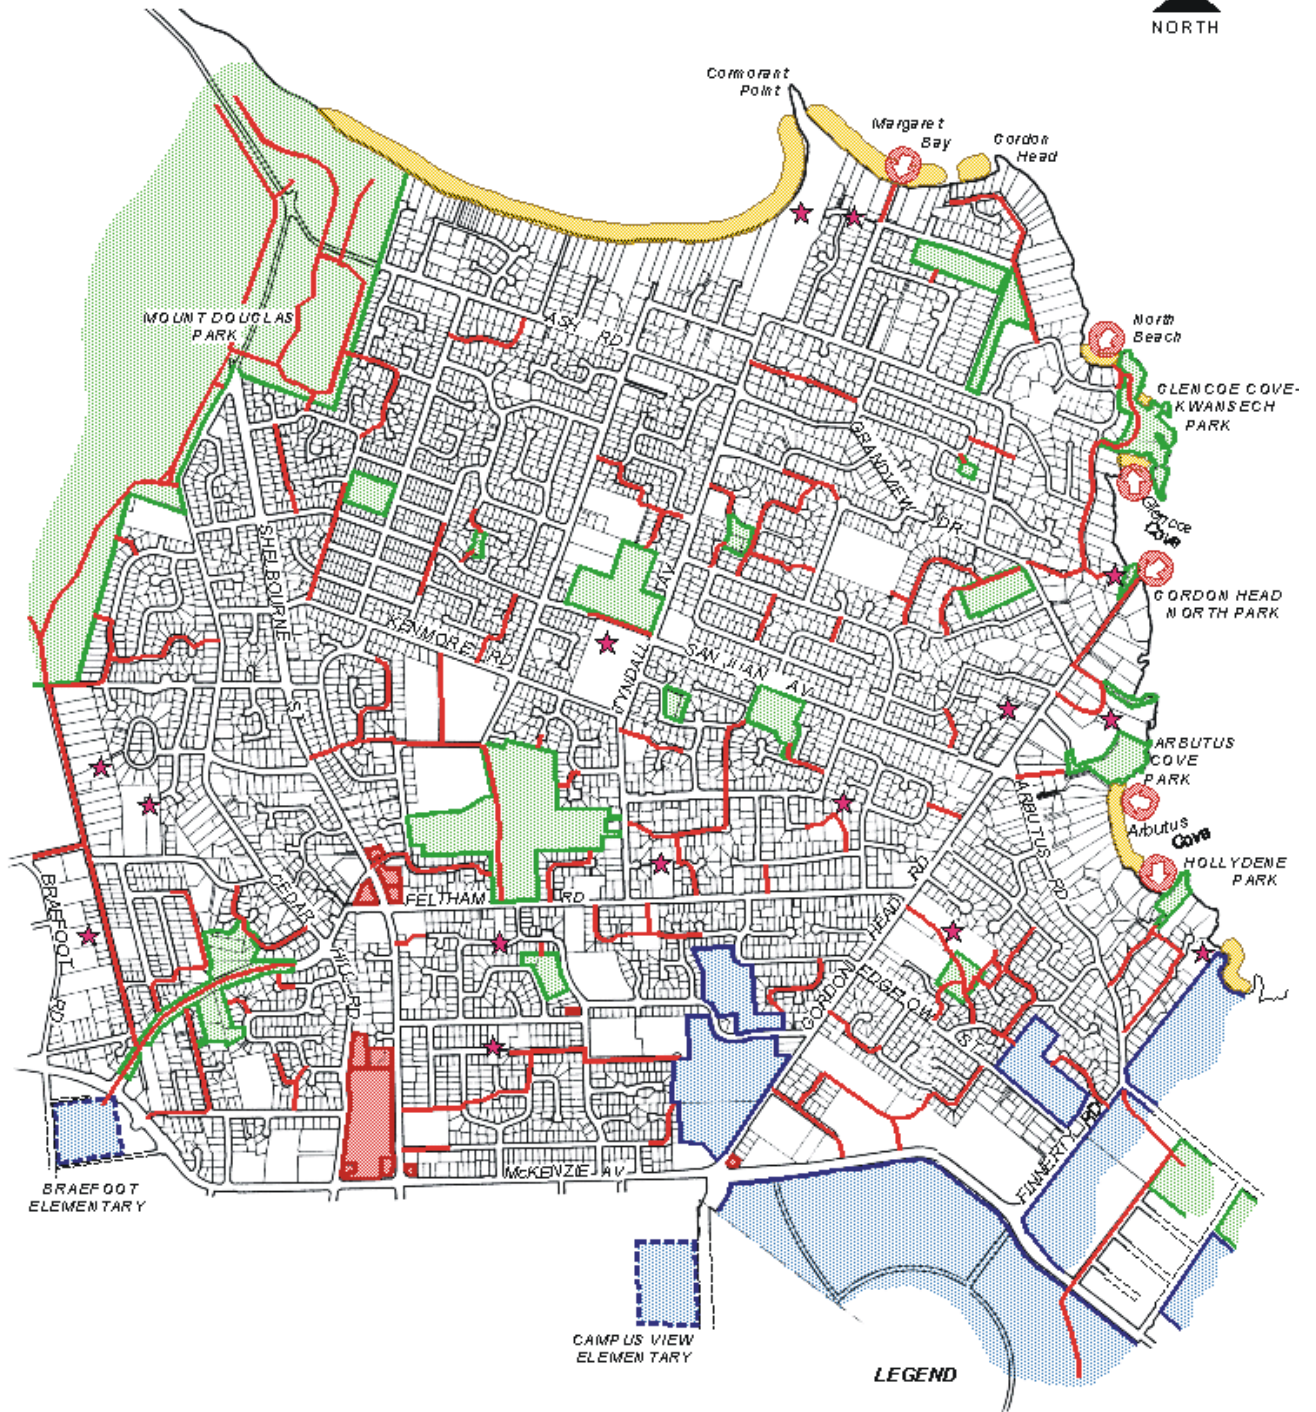 NORTH
Cormorant
Point
Margaret
Bay
Gordon
Head
North
Beach
MOUNT DOUGLAS
PARK
ASH RD
GLENCOE COVE-
KWANSECH
PARK
GRANDVIEW DR
Glencoe
Cove
SHELBOURNE ST
TYNDALL AV
GORDON HEAD
NORTH PARK
KENMORE RD
SAN JUAN AV
ARBUTUS
COVE
PARK
ARBUTUS RD
Arbutus
Cove
HOLLYDENE
PARK
BRAEFOOT RD
CEDAR
FELTHAM RD
GORDON HEAD RD
EDGELOW ST
McKENZIE AV
FINNERTY RD
BRAEFOOT
ELEMENTARY
CAMPUS VIEW
ELEMENTARY
LEGEND